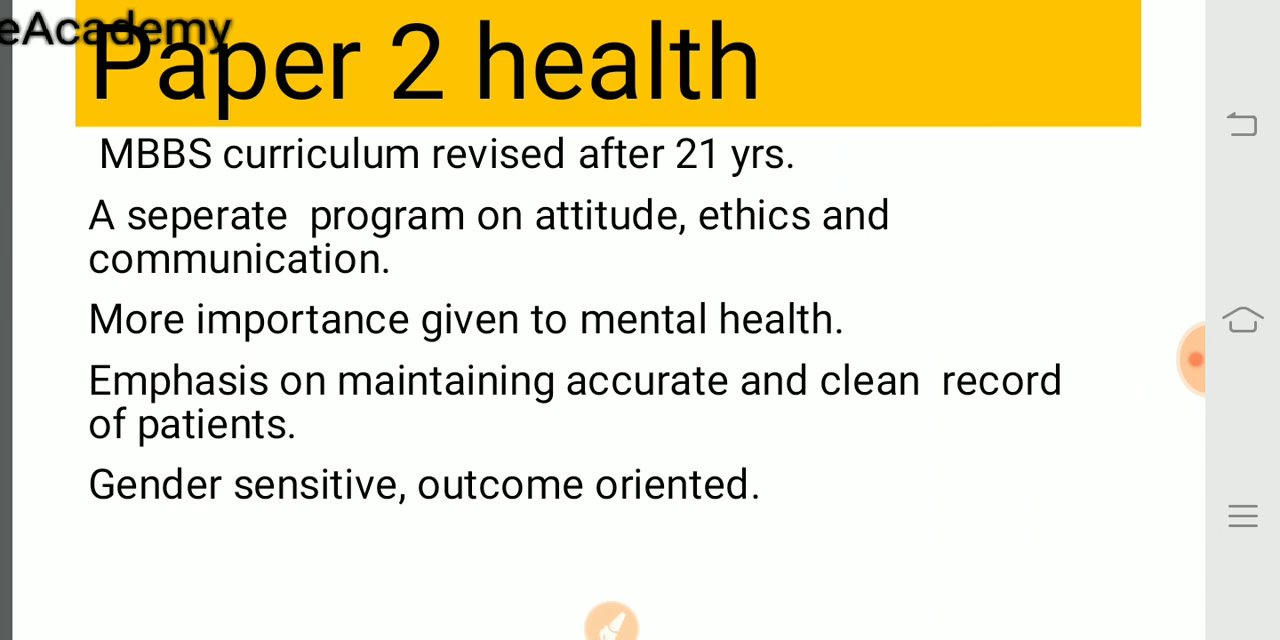 eAcademy
Paper 2 health
MBBS curriculum revised after 21 yrs.
A seperate program on attitude, ethics and
communication.
More importance given to mental health.
Emphasis on maintaining accurate and clean record
of patients.
Gender sensitive, outcome oriented.